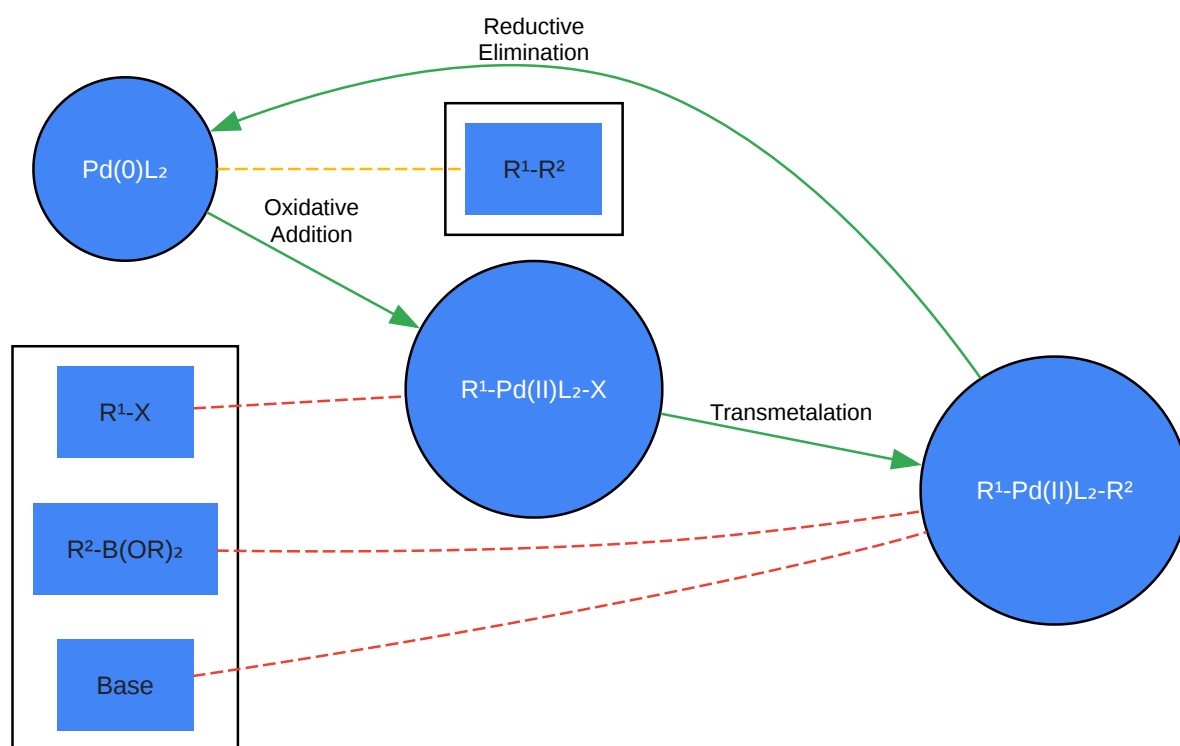 Reductive
Elimination
Pd(0)L₂
R¹-R²
Oxidative
Addition
R¹-X
R¹-Pd(II)L₂-X
Transmetalation
R¹-Pd(II)L₂-R²
R²-B(OR)₂
Base